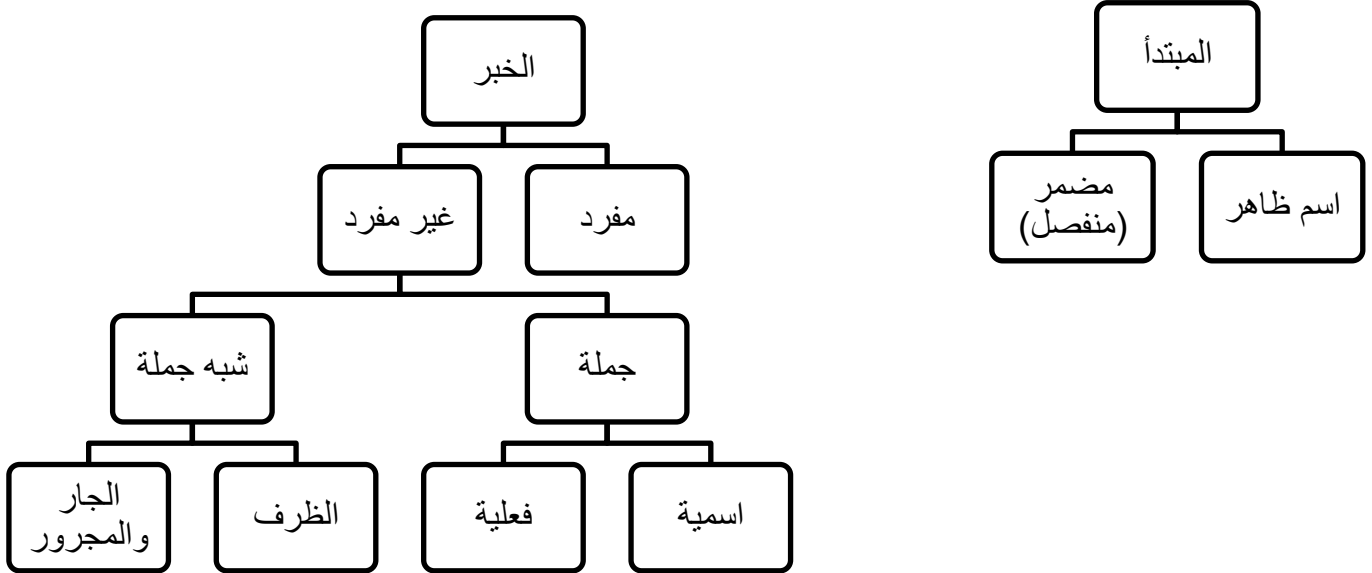 المبتدأ
اسم ظاهر
مضمر
(منفصل)
الخبر
مفرد
غير مفرد
جملة
شبه جملة
اسمية
فعلية
الظرف
الجار
والمجرور